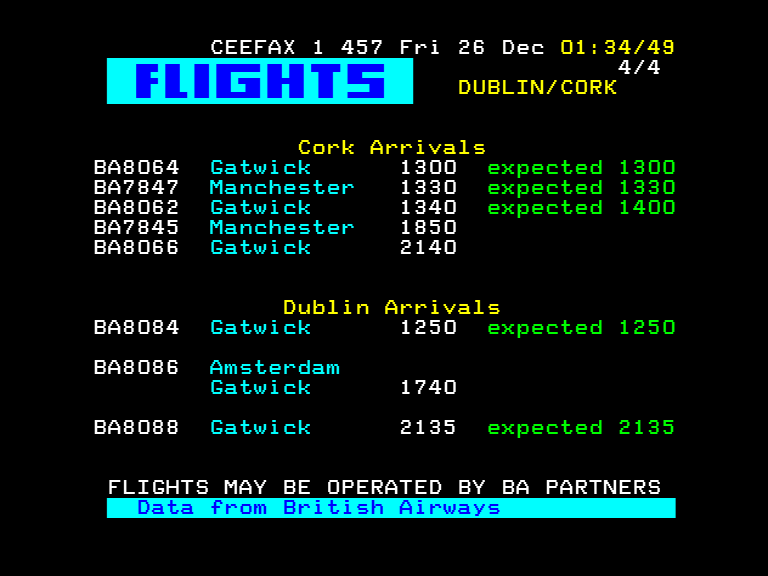 CEEFAX 1 457 Fri 26 Dec 01:34/49
4/4
FLIGHTS
DUBLIN/CORK
Cork Arrivals
BA8064 Gatwick 1300 expected 1300
BA7847 Manchester 1330 expected 1330
BA8062 Gatwick 1340 expected 1400
BA7845 Manchester 1850
BA8066 Gatwick 2140
Dublin Arrivals
BA8084 Gatwick 1250 expected 1250
BA8086 Amsterdam
Gatwick 1740
BA8088 Gatwick 2135 expected 2135
FLIGHTS MAY BE OPERATED BY BA PARTNERS
Data from British Airways